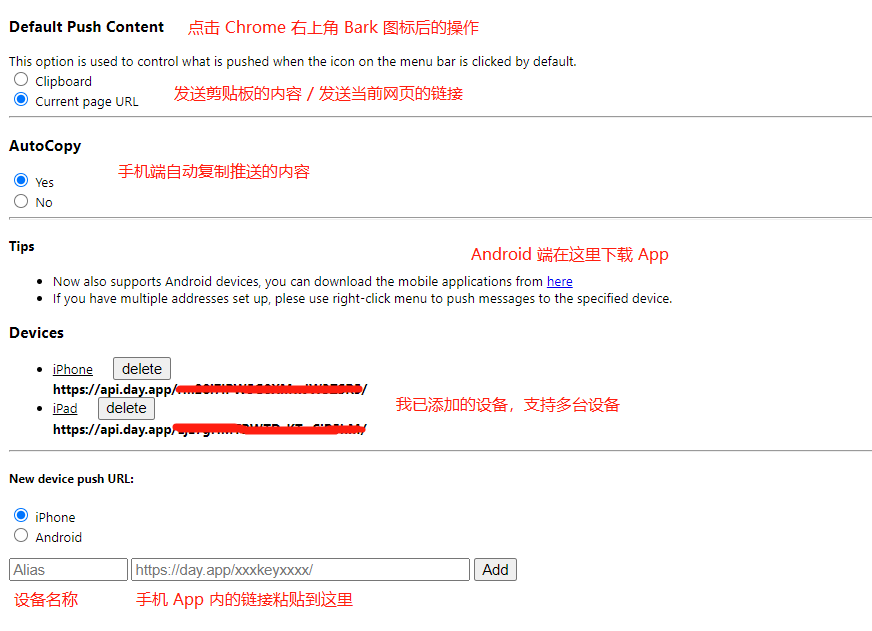 Default Push Content 点击 Chrome 右上角 Bark 图标后的操作
This option is used to control what is pushed when the icon on the menu bar is clicked by default.
Clipboard
Current page URL 发送剪贴板的内容 / 发送当前网页的链接
AutoCopy
手机端自动复制推送的内容
Yes
No
Tips
Android 端在这里下载 App
Now also supports Android devices, you can download the mobile applications from here
If you have multiple addresses set up, plese use right-click menu to push messages to the specified device.
Devices
iPhone delete
https://api.day.app/
iPad delete
我已添加的设备，支持多台设备
https://api.day.app/
New device push URL:
iPhone
Android
Alias https://day.app/xxxkeyxxxx/ Add
设备名称 手机 App 内的链接粘贴到这里